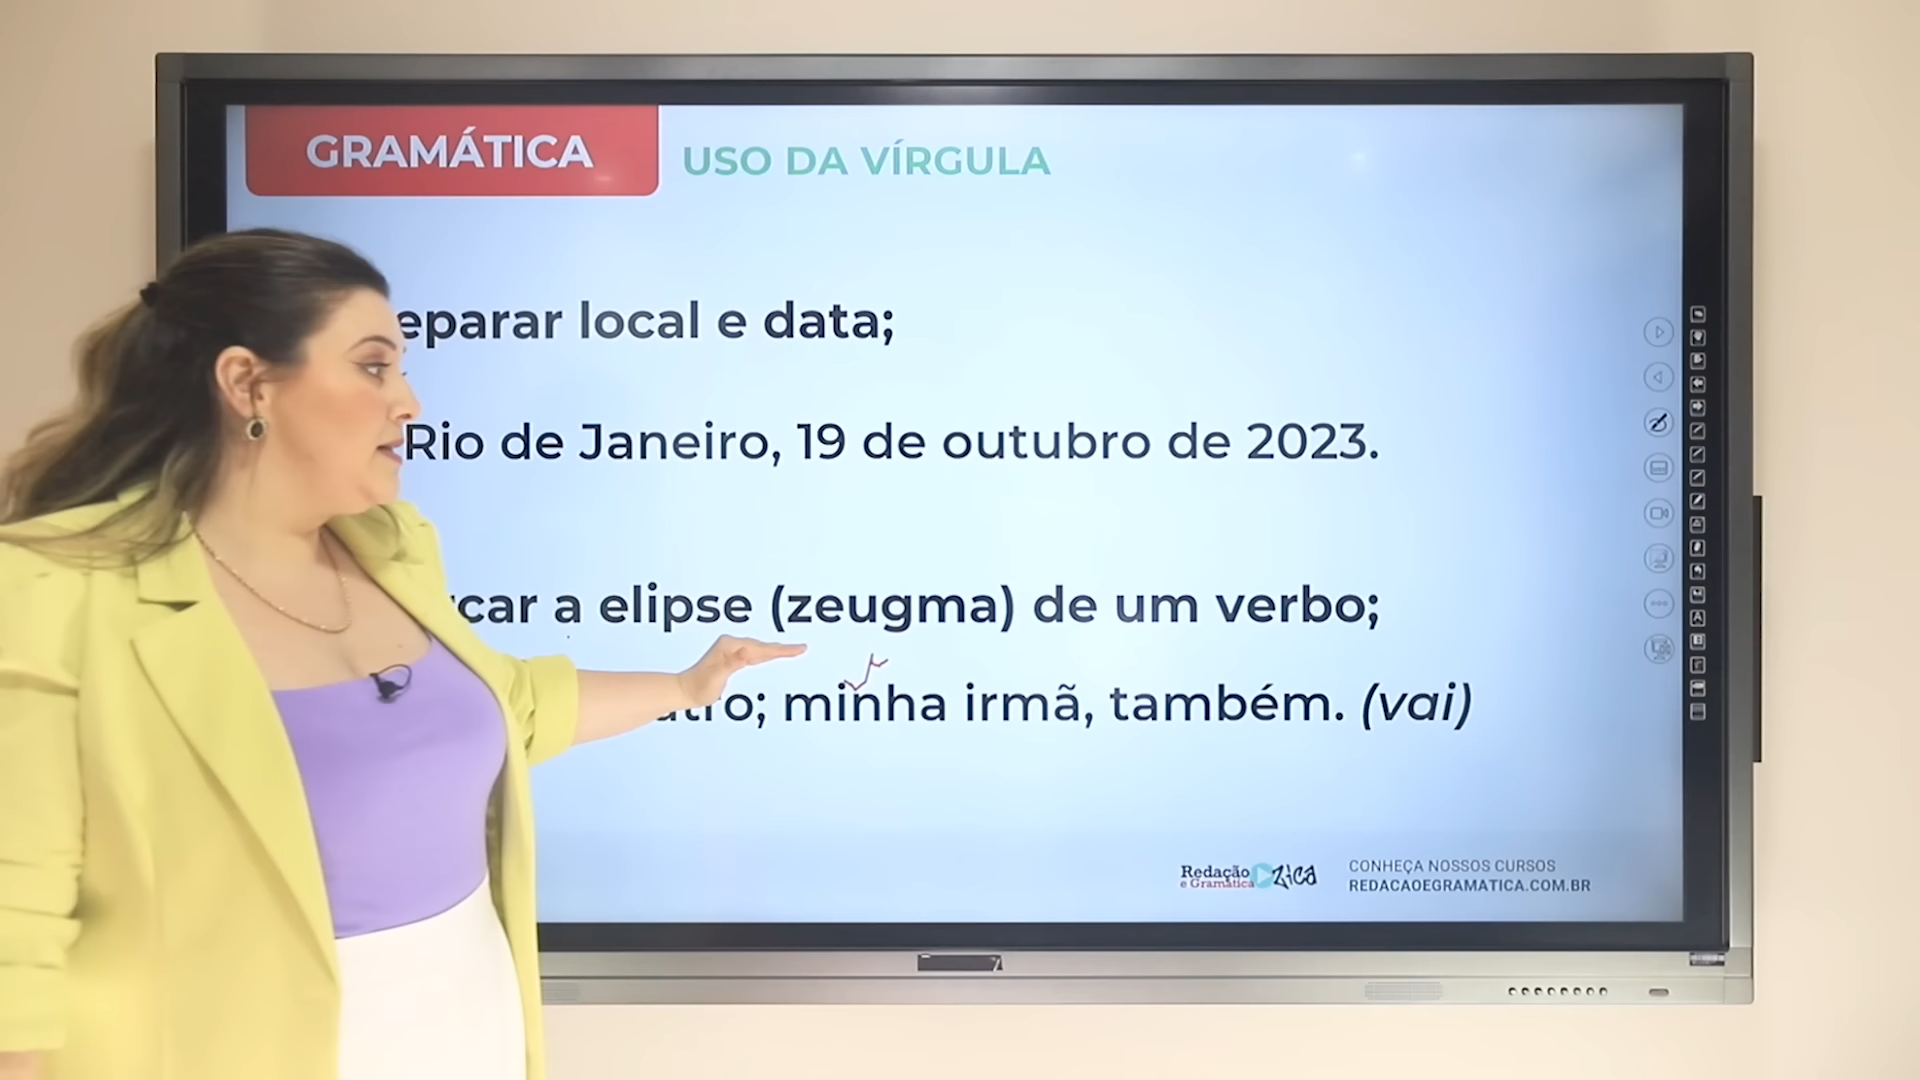 GRAMÁTICA
USO DA VÍRGULA
eparar local e data;
Rio de Janeiro, 19 de outubro de 2023.
car a elipse (zeugma) de um verbo;
tro; minha irmã, também. (vai)
Redação
e Gramática
Zica
CONHEÇA NOSSOS CURSOS
REDACAOEGRAMATICA.COM.BR